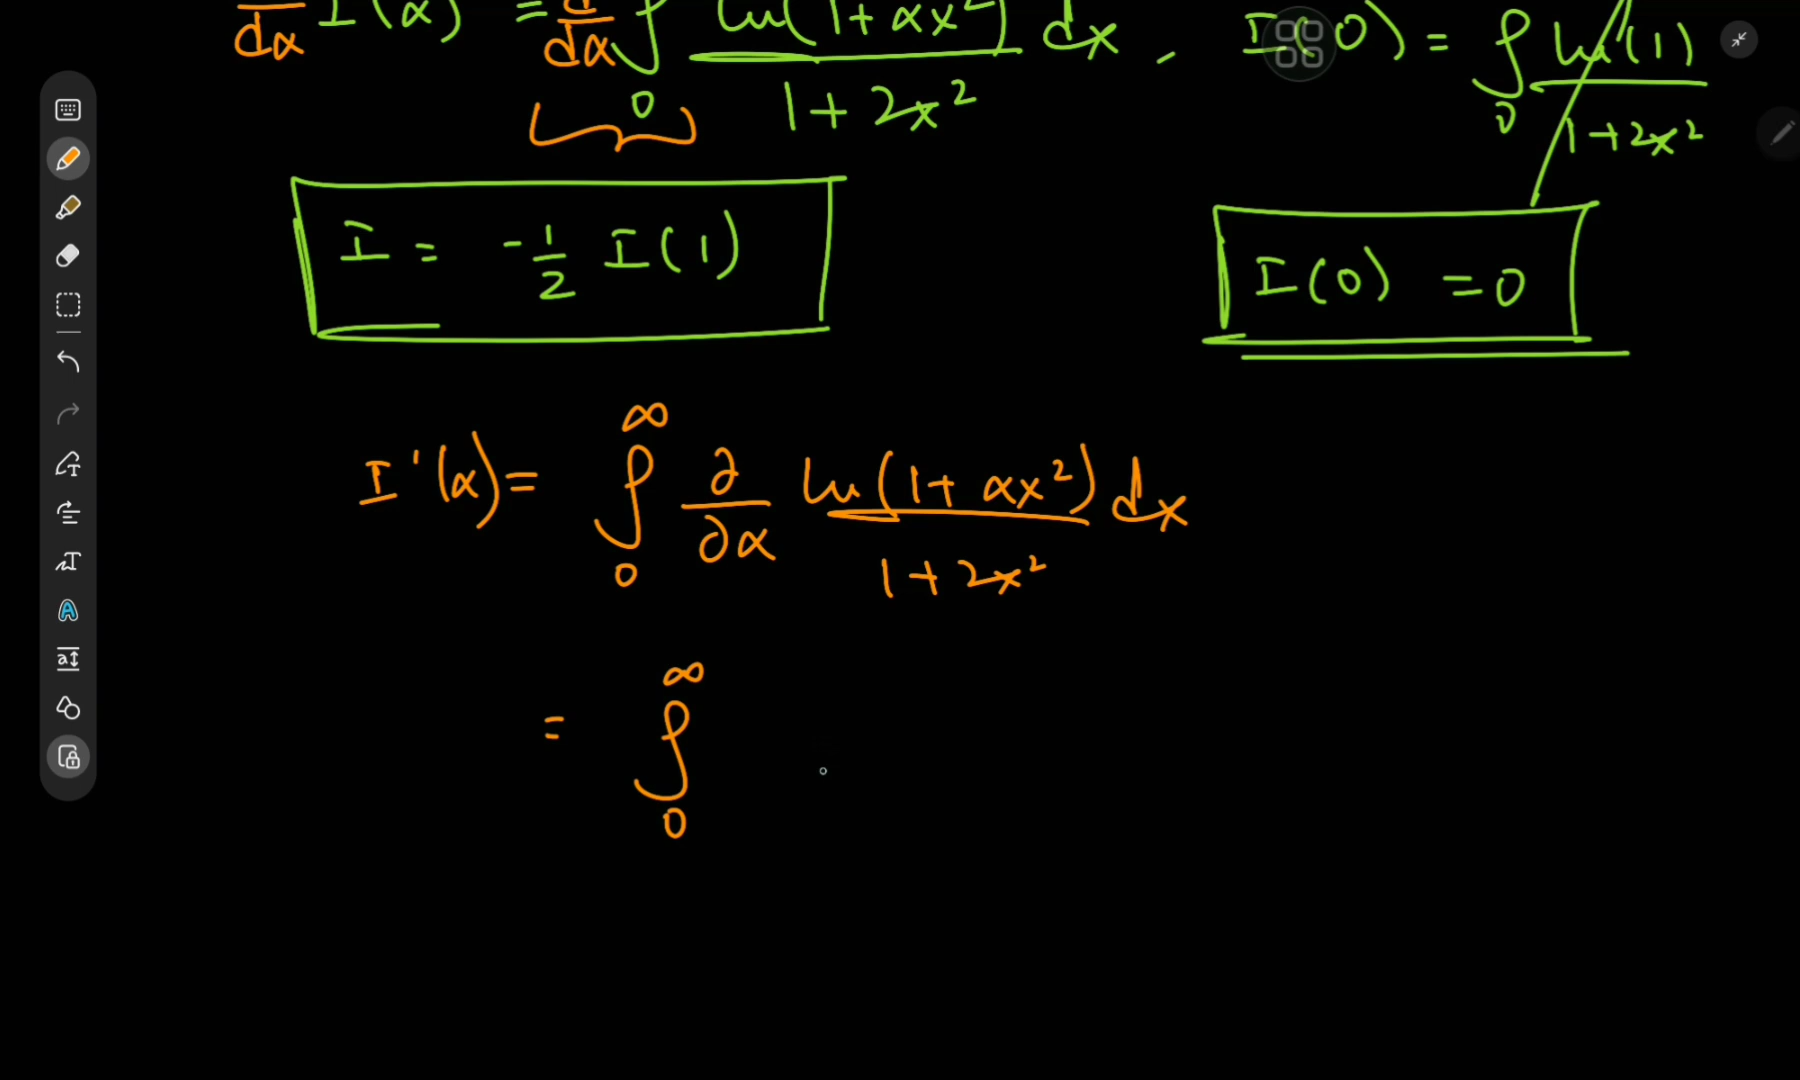 d/dα I(α) = d/dα ∫₀ ln(1+αx²)/(1+2x²) dx , I(0) = ∫₀ ln(1)/(1+2x²)
I = -1/2 I(1)
I(0) = 0
I'(α) = ∫₀^∞ ∂/∂α ln(1+αx²)/(1+2x²) dx
= ∫₀^∞